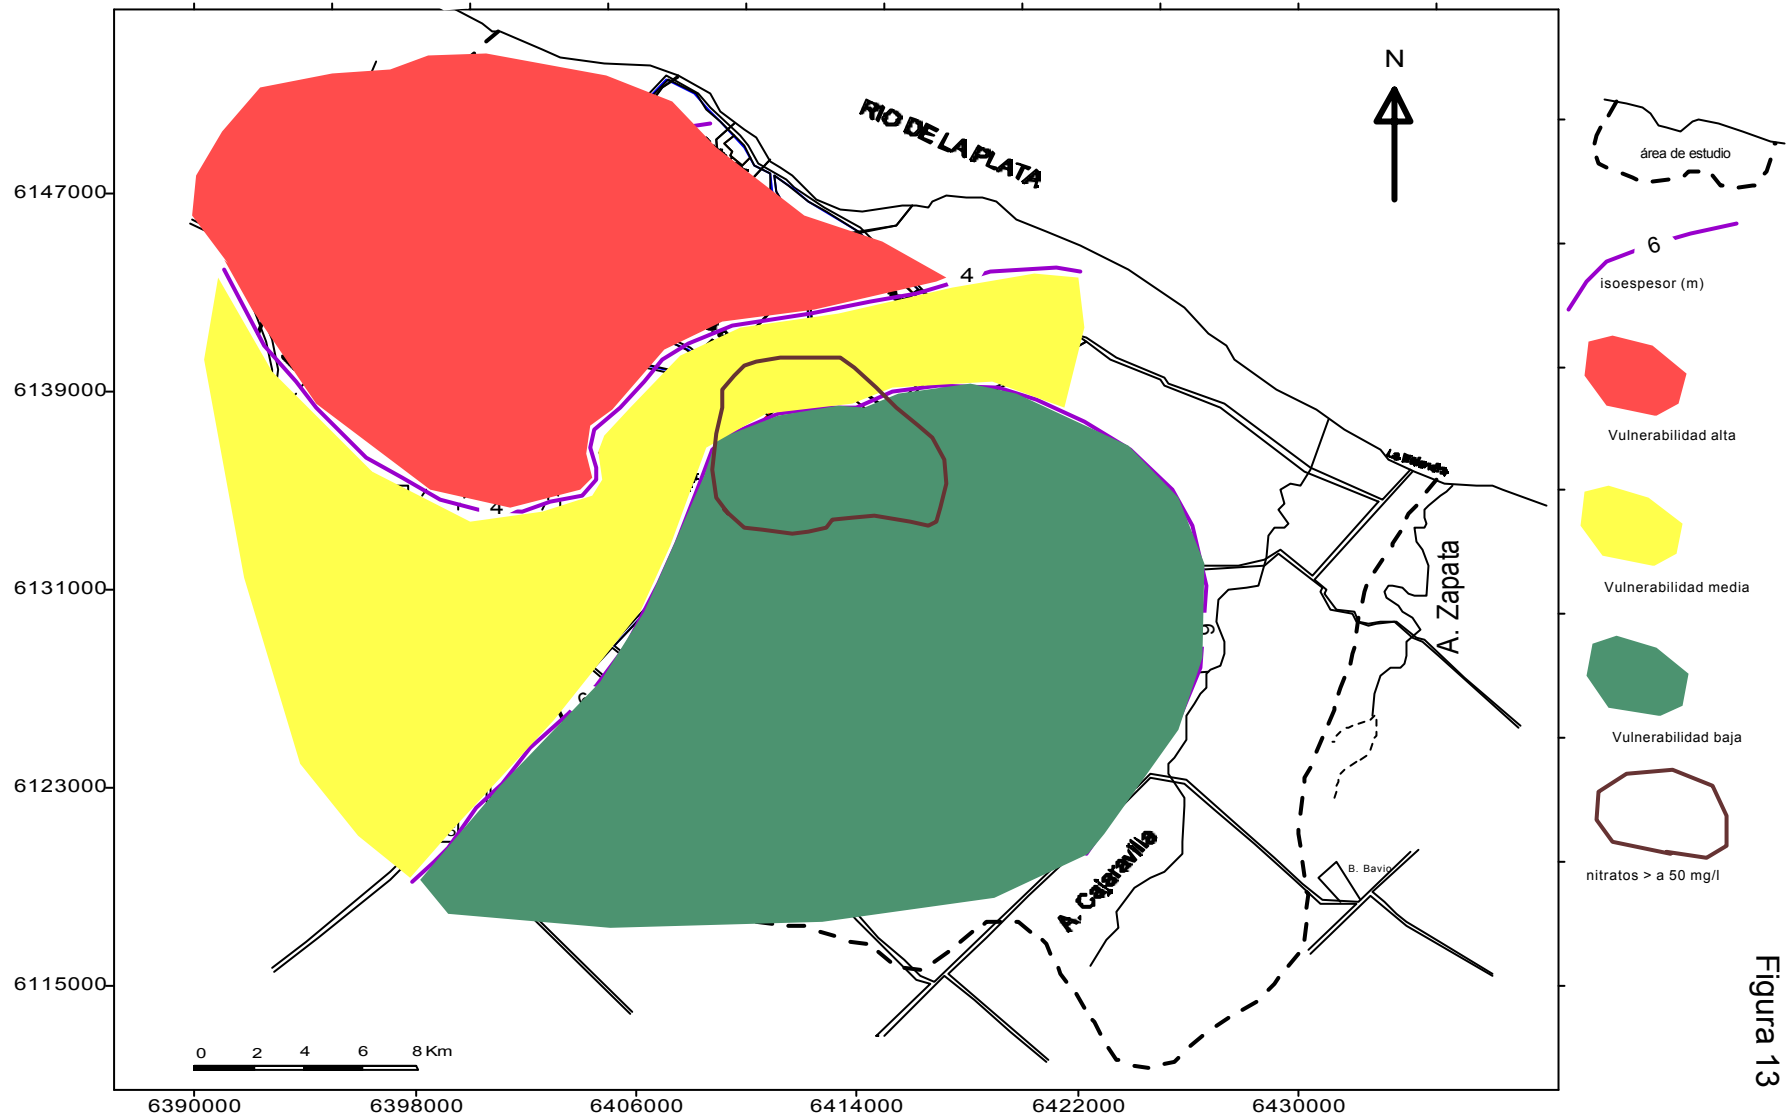 N
RIO DE LA PLATA
6147000
6139000
6131000
6123000
6115000
4
4
6
6
A. Zapata
A. Cajaravilla
B. Bavio
0 2 4 6 8 Km
6390000 6398000 6406000 6414000 6422000 6430000
área de estudio
6
isoespesor (m)
Vulnerabilidad alta
Vulnerabilidad media
Vulnerabilidad baja
nitratos > a 50 mg/l
Figura 13